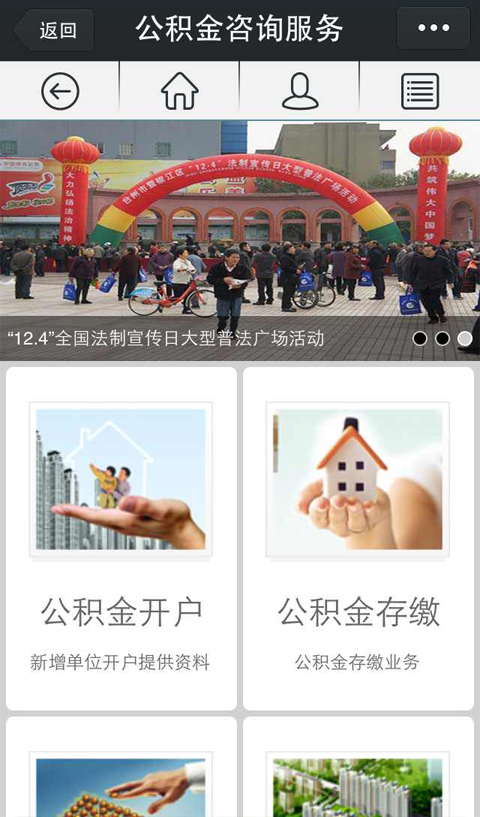 返回
公积金咨询服务
台州市暨椒江区“12·4”法制宣传日大型普法广场活动
大力弘扬法治精神
共筑伟大中国梦
“12.4”全国法制宣传日大型普法广场活动
公积金开户
公积金存缴
新增单位开户提供资料
公积金存缴业务